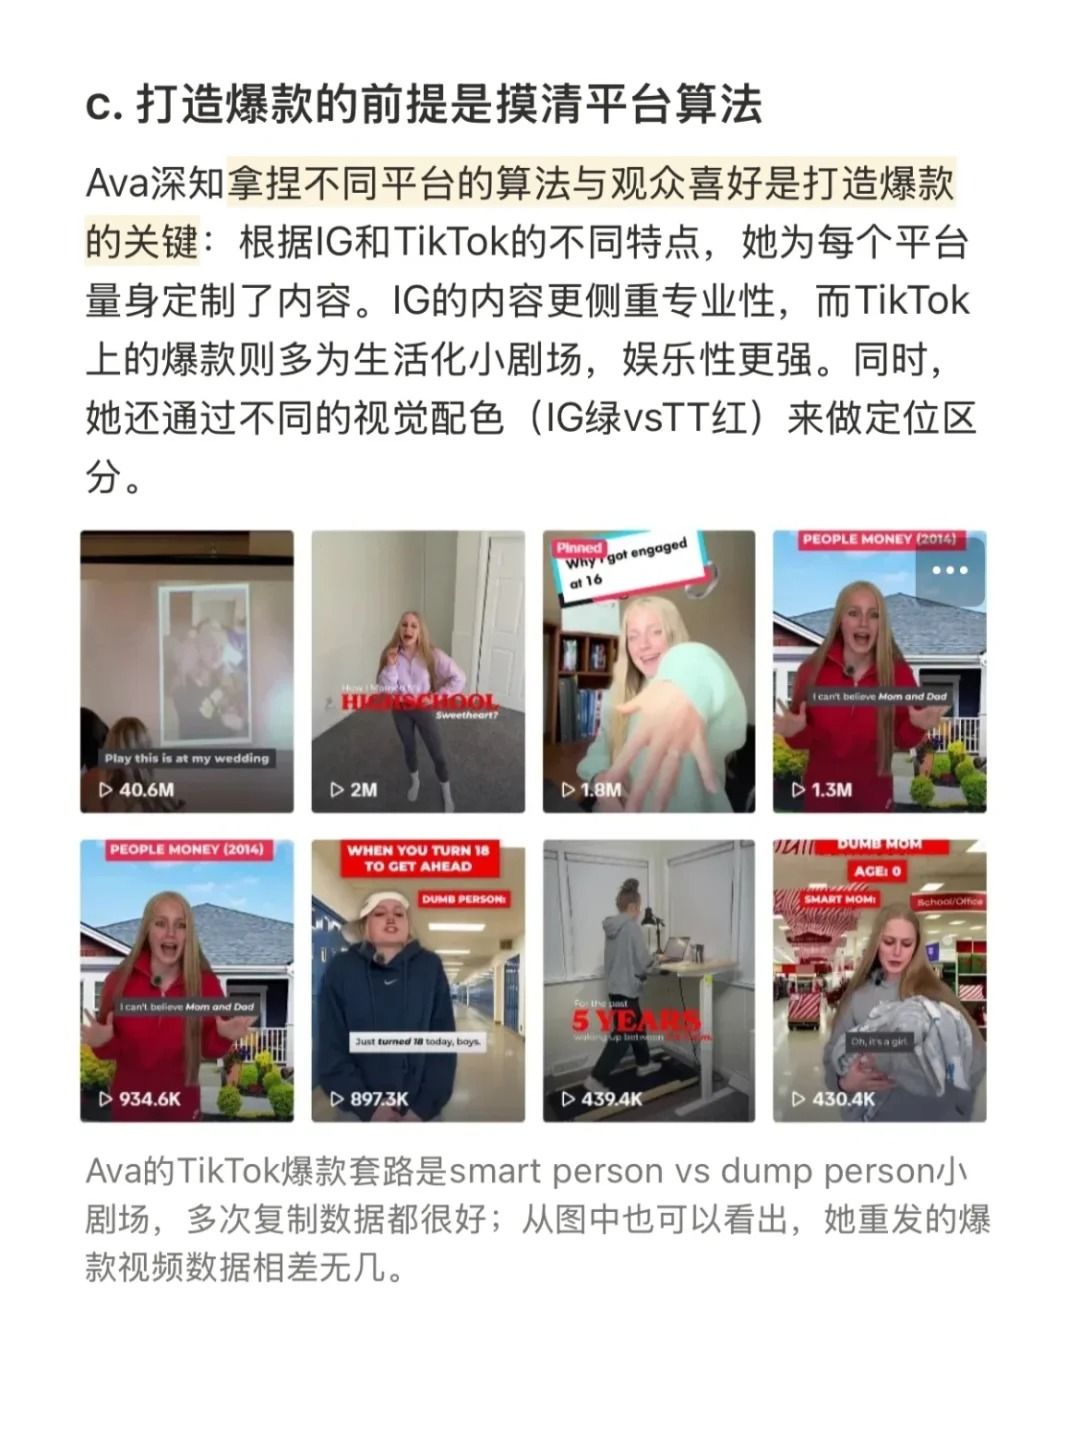 c. 打造爆款的前提是摸清平台算法
Ava深知拿捏不同平台的算法与观众喜好是打造爆款
的关键：根据IG和TikTok的不同特点，她为每个平台
量身定制了内容。IG的内容更侧重专业性，而TikTok
上的爆款则多为生活化小剧场，娱乐性更强。同时，
她还通过不同的视觉配色（IG绿vsTT红）来做定位区
分。
Play this is at my wedding
40.6M
How I Married My
HIGHSCHOOL
Sweetheart?
2M
Pinned
Why I got engaged
at 16
1.8M
PEOPLE MONEY (2014)
I can't believe Mom and Dad
1.3M
PEOPLE MONEY (2014)
I can't believe Mom and Dad
934.6K
WHEN YOU TURN 18
TO GET AHEAD
DUMB PERSON:
Just turned 18 today, boys.
897.3K
For the past
5 YEARS
waking up between
439.4K
DUMB MOM
AGE: 0
SMART MOM:
School/Office
Oh, it's a girl.
430.4K
Ava的TikTok爆款套路是smart person vs dump person小
剧场，多次复制数据都很好；从图中也可以看出，她重发的爆
款视频数据相差无几。